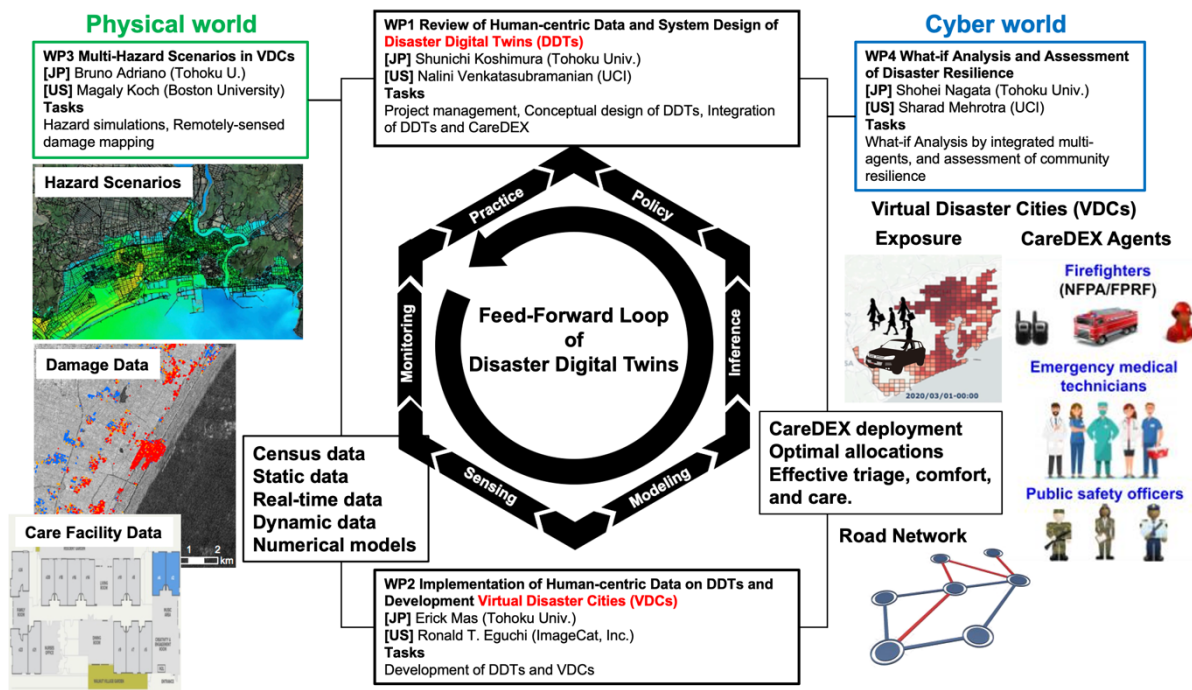 Physical world
WP3 Multi-Hazard Scenarios in VDCs
[JP] Bruno Adriano (Tohoku U.)
[US] Magaly Koch (Boston University)
Tasks
Hazard simulations, Remotely-sensed
damage mapping
WP1 Review of Human-centric Data and System Design of
Disaster Digital Twins (DDTs)
[JP] Shunichi Koshimura (Tohoku Univ.)
[US] Nalini Venkatasubramanian (UCI)
Tasks
Project management, Conceptual design of DDTs, Integration
of DDTs and CareDEX
Cyber world
WP4 What-if Analysis and Assessment
of Disaster Resilience
[JP] Shohei Nagata (Tohoku Univ.)
[US] Sharad Mehrotra (UCI)
Tasks
What-if Analysis by integrated multi-
agents, and assessment of community
resilience
Hazard Scenarios
Damage Data
1 2
km
Care Facility Data
Practice
Policy
Monitoring
Inference
Sensing
Modeling
Feed-Forward Loop
of
Disaster Digital Twins
Census data
Static data
Real-time data
Dynamic data
Numerical models
Virtual Disaster Cities (VDCs)
Exposure
2020/03/01-00:00
CareDEX Agents
Firefighters
(NFPA/FPRF)
Emergency medical
technicians
Public safety officers
CareDEX deployment
Optimal allocations
Effective triage, comfort,
and care.
Road Network
WP2 Implementation of Human-centric Data on DDTs and
Development Virtual Disaster Cities (VDCs)
[JP] Erick Mas (Tohoku Univ.)
[US] Ronald T. Eguchi (ImageCat, Inc.)
Tasks
Development of DDTs and VDCs